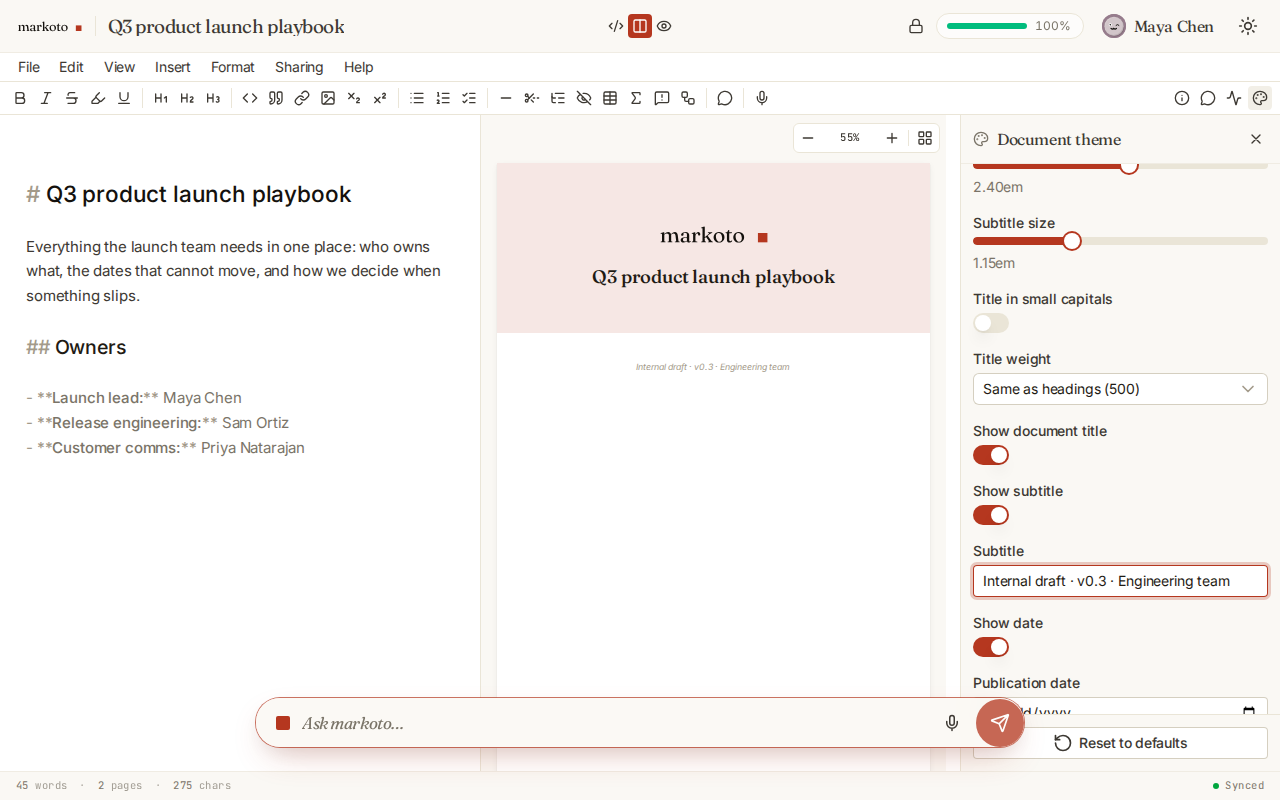 markoto
Q3 product launch playbook
100%
Maya Chen
File Edit View Insert Format Sharing Help
H1 H2 H3
55%
Document theme
# Q3 product launch playbook
Everything the launch team needs in one place: who owns
what, the dates that cannot move, and how we decide when
something slips.
## Owners
- **Launch lead:** Maya Chen
- **Release engineering:** Sam Ortiz
- **Customer comms:** Priya Natarajan
markoto
Q3 product launch playbook
Internal draft · v0.3 · Engineering team
2.40em
Subtitle size
1.15em
Title in small capitals
Title weight
Same as headings (500)
Show document title
Show subtitle
Subtitle
Internal draft · v0.3 · Engineering team
Show date
Publication date
Ask markoto...
Reset to defaults
45 words · 2 pages · 275 chars
Synced